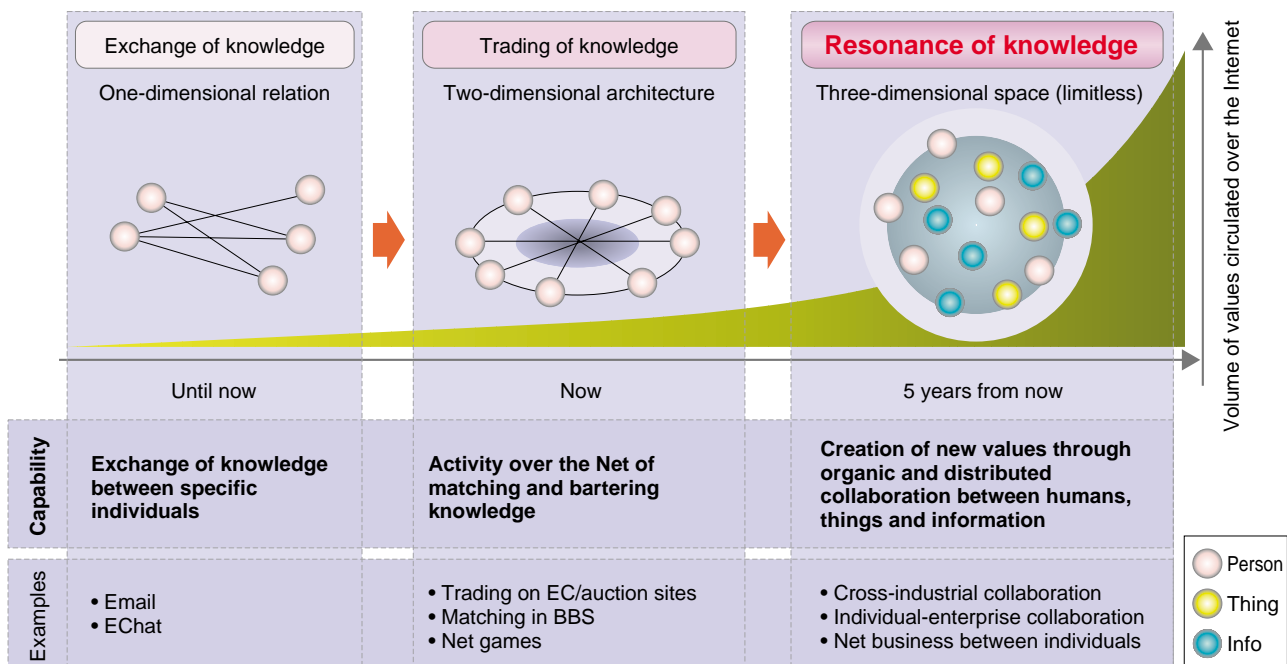 Exchange of knowledge
Trading of knowledge
Resonance of knowledge
One-dimensional relation
Two-dimensional architecture
Three-dimensional space (limitless)
Volume of values circulated over the Internet
Until now
Now
5 years from now
Capability
Exchange of knowledge
between specific
individuals
Activity over the Net of
matching and bartering
knowledge
Creation of new values through
organic and distributed
collaboration between humans,
things and information
Examples
• Email
• EChat
• Trading on EC/auction sites
• Matching in BBS
• Net games
• Cross-industrial collaboration
• Individual-enterprise collaboration
• Net business between individuals
Person
Thing
Info